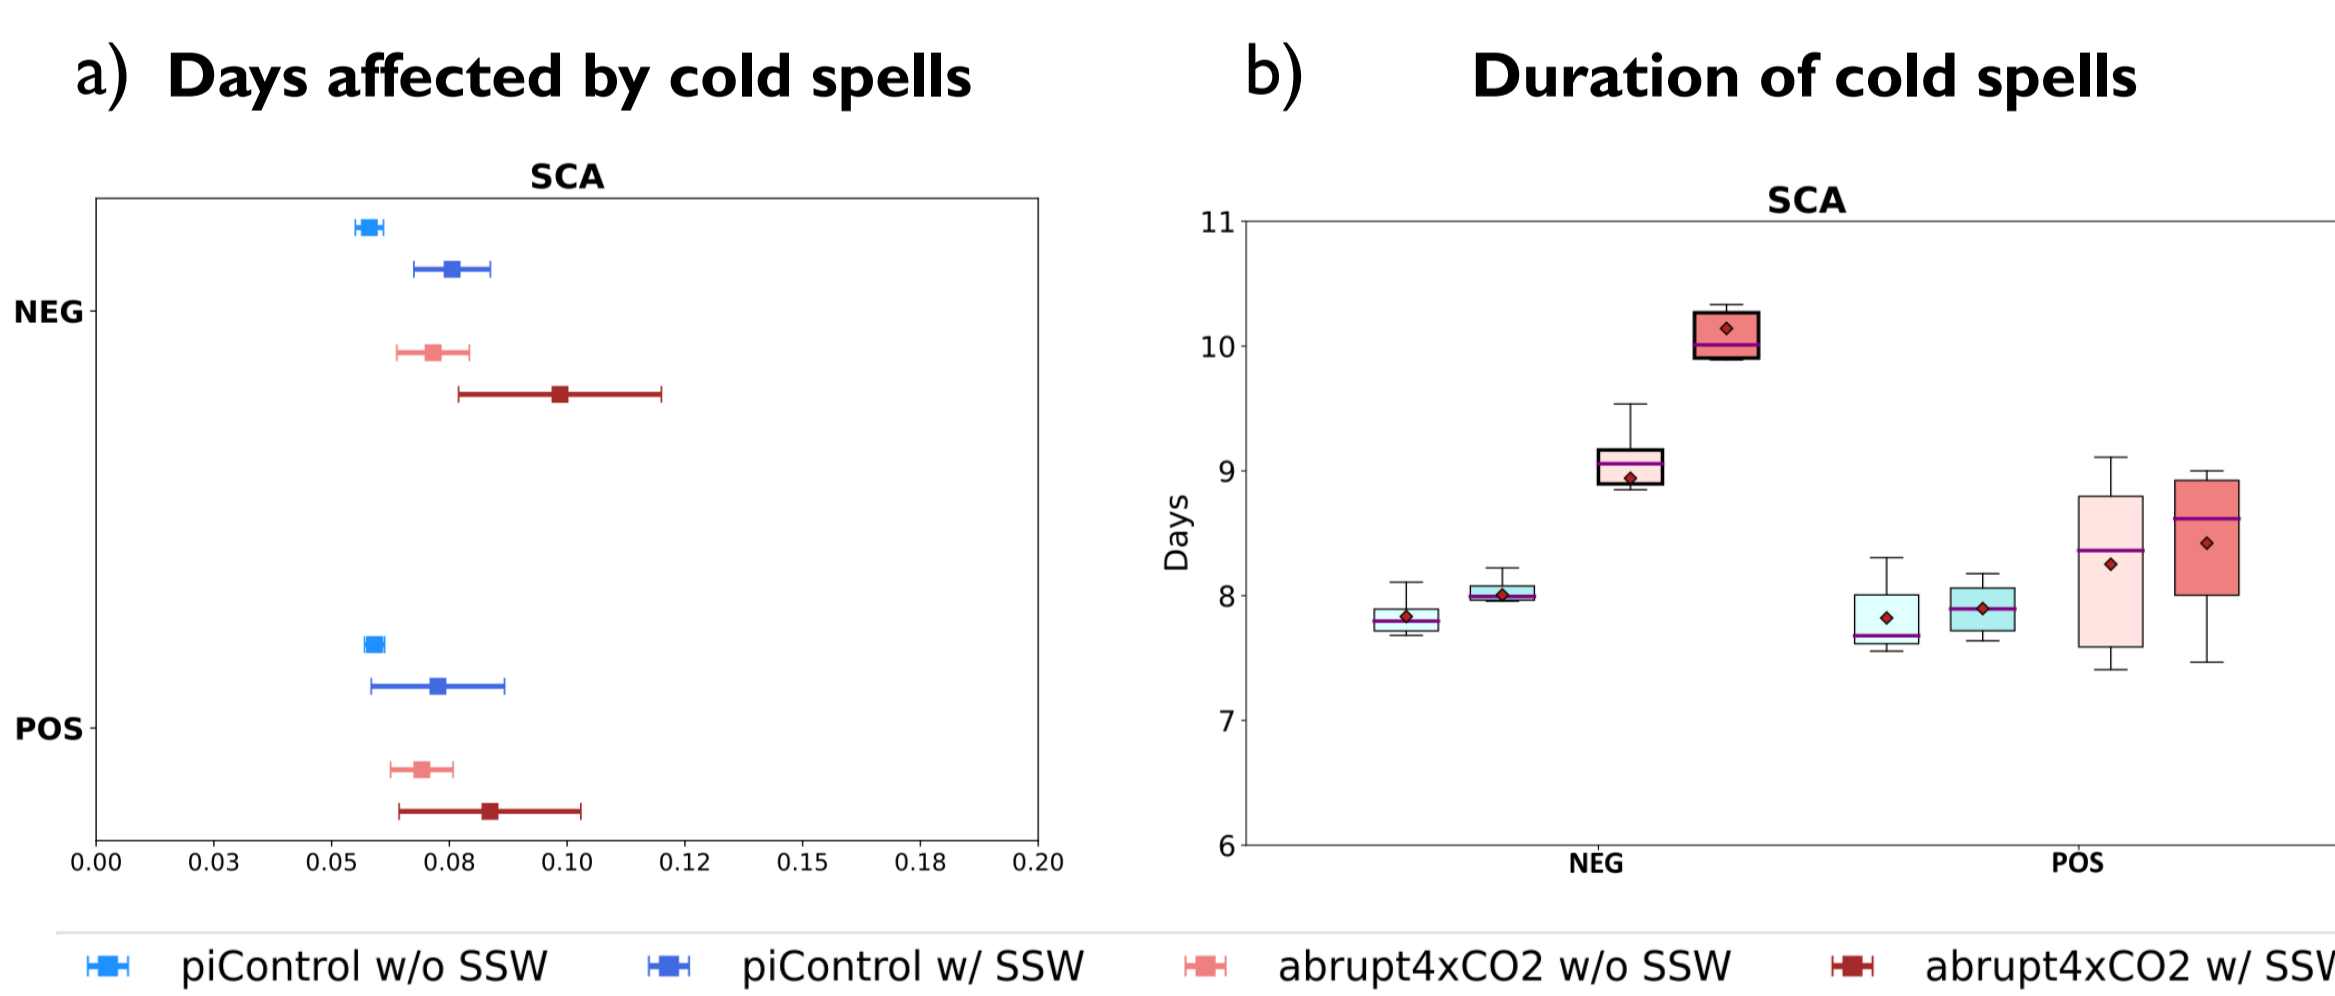 a) Days affected by cold spells
SCA
NEG
POS
0.00 0.03 0.05 0.08 0.10 0.12 0.15 0.18 0.20
b) Duration of cold spells
SCA
Days
11
10
9
8
7
6
NEG POS
piControl w/o SSW piControl w/ SSW abrupt4xCO2 w/o SSW abrupt4xCO2 w/ SSW